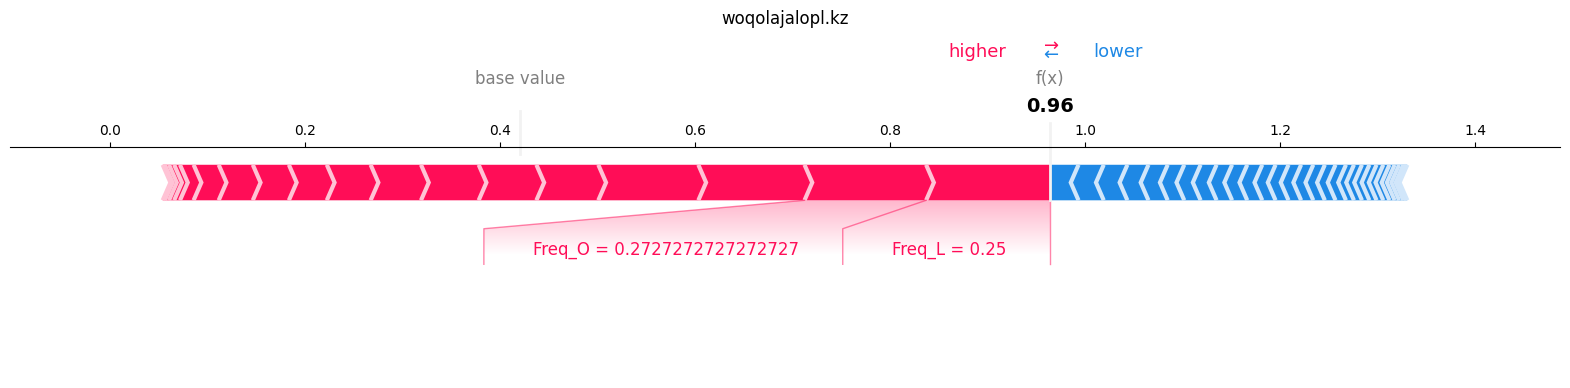 woqolajalopl.kz
higher ⇄ lower
base value f(x)
0.96
0.0 0.2 0.4 0.6 0.8 1.0 1.2 1.4
Freq_O = 0.2727272727272727 Freq_L = 0.25